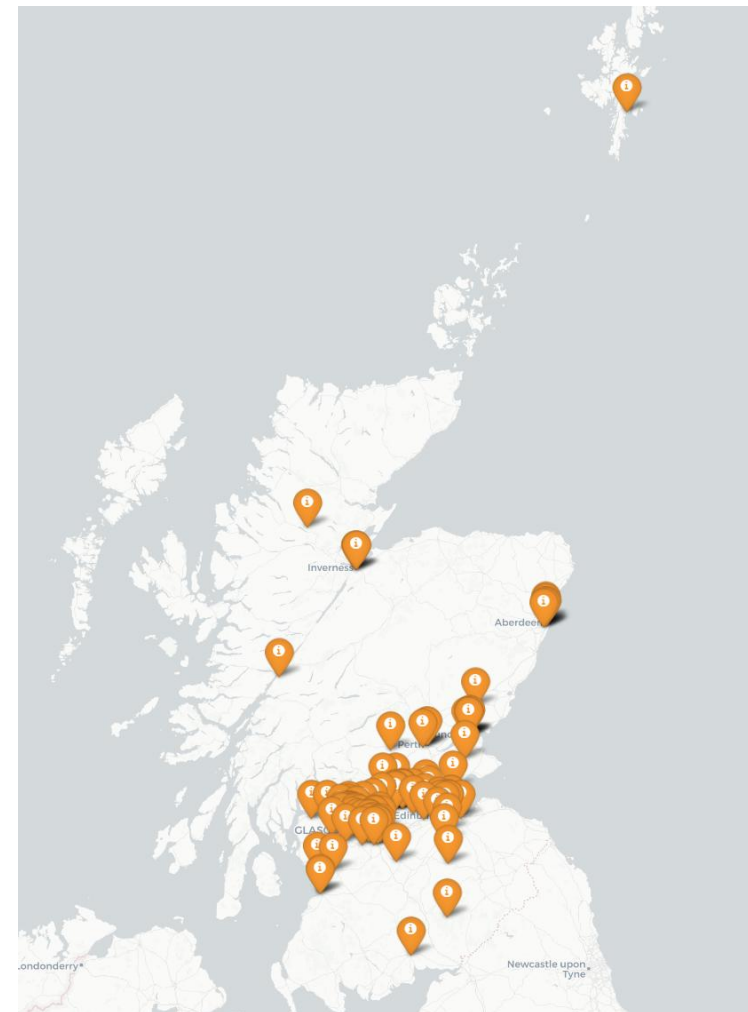 Inverness
Aberdeen
Perth
Edinb
GLASG
Londonderry
Newcastle upon
Tyne